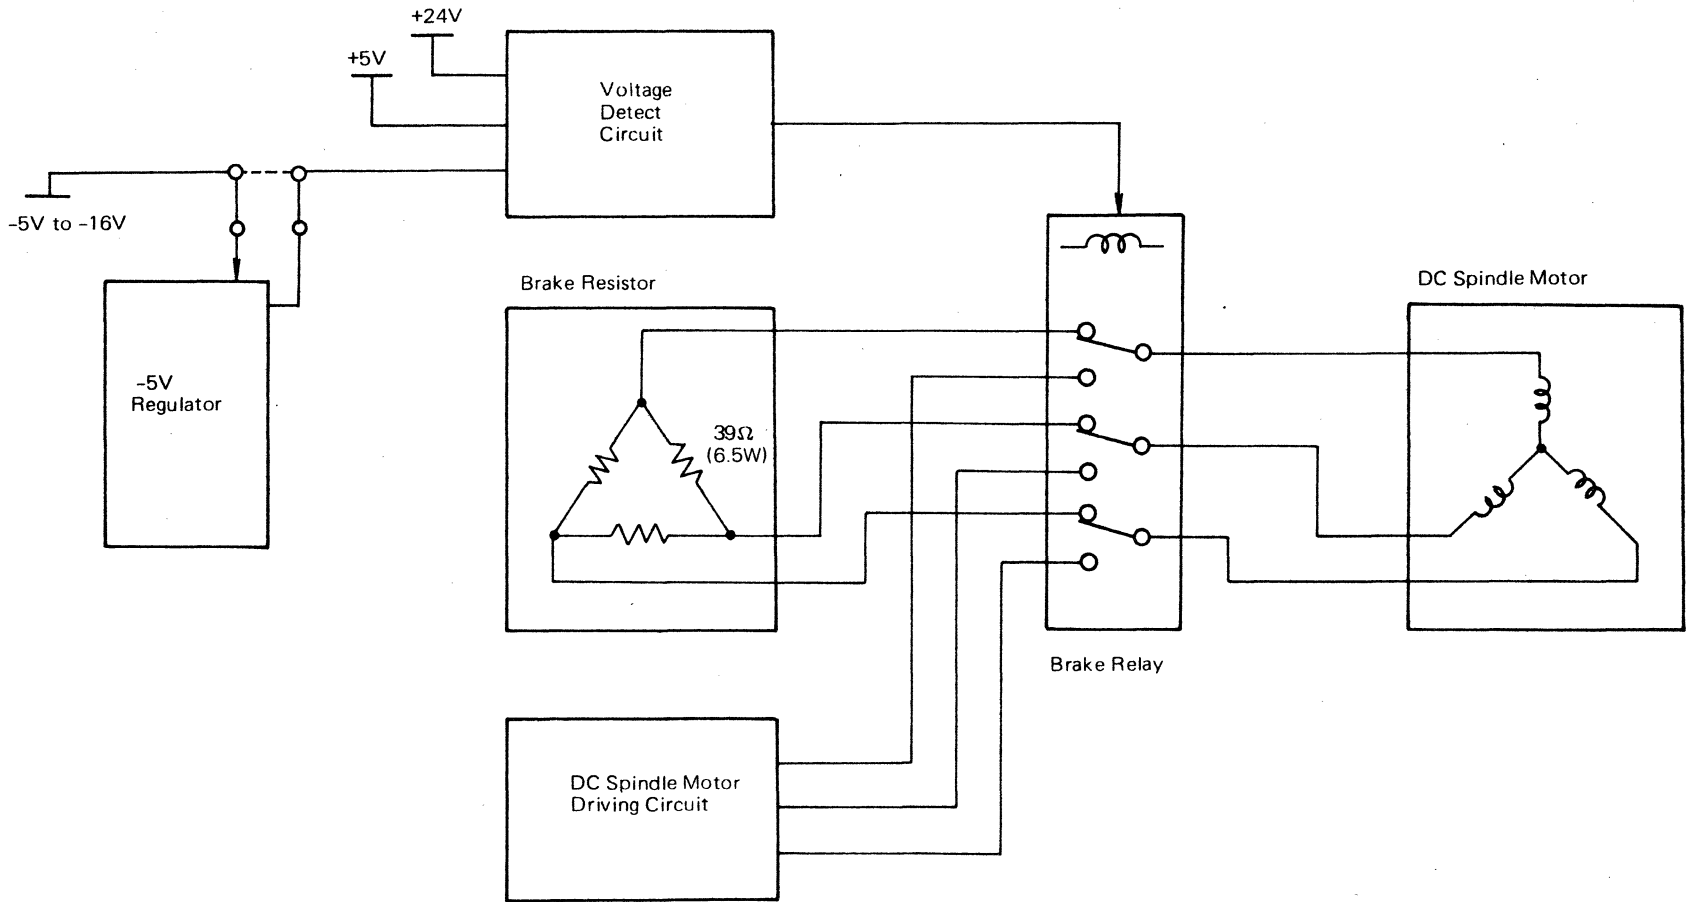 +24V
+5V
Voltage
Detect
Circuit
-5V to -16V
Brake Resistor
DC Spindle Motor
-5V
Regulator
39Ω
(6.5W)
Brake Relay
DC Spindle Motor
Driving Circuit